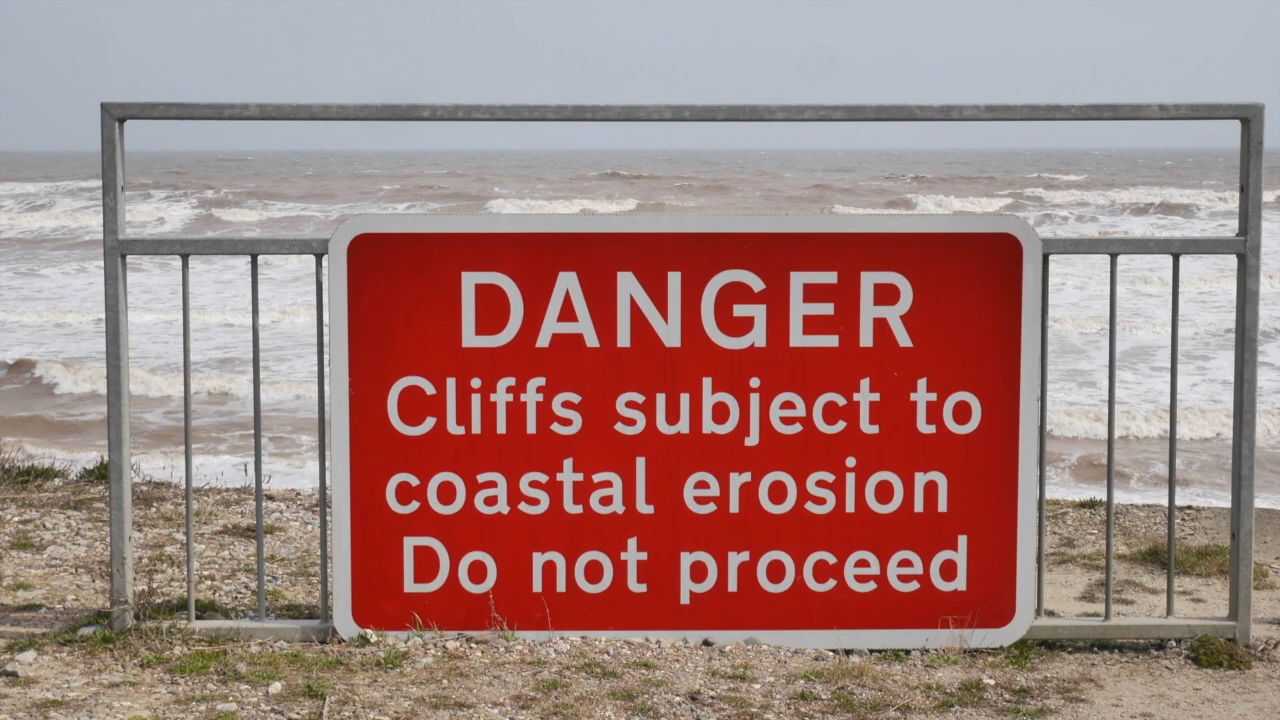 DANGER
Cliffs subject to
coastal erosion
Do not proceed